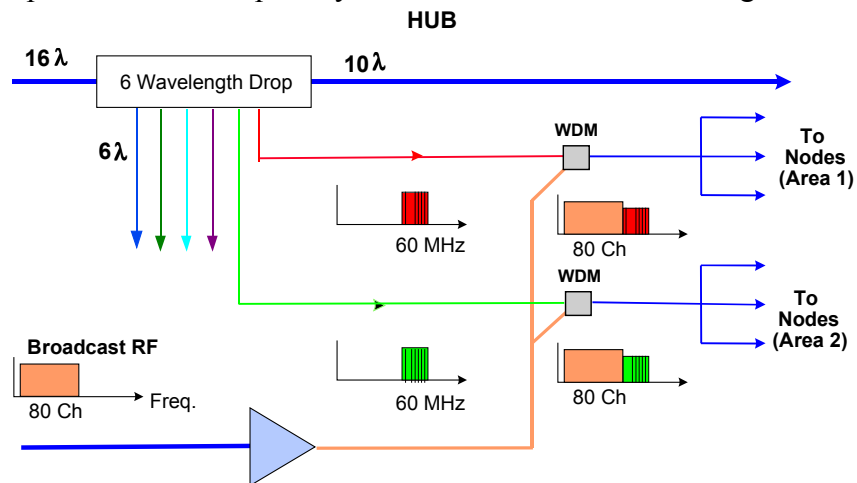 HUB
16 λ
10 λ
6 Wavelength Drop
6 λ
WDM
To
Nodes
(Area 1)
60 MHz
80 Ch
WDM
To
Nodes
(Area 2)
Broadcast RF
60 MHz
80 Ch
80 Ch
Freq.